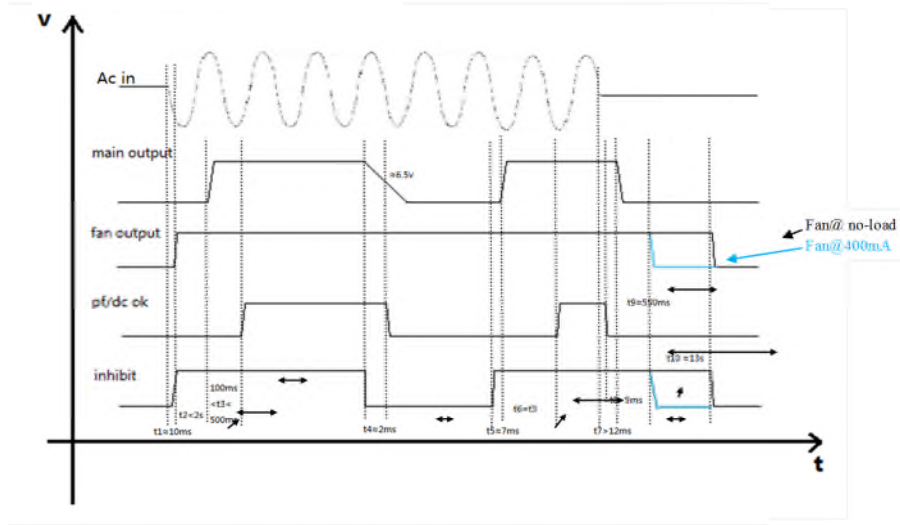 v
Ac in
main output
≈6.5v
fan output
Fan@ no-load
Fan@400mA
pf/dc ok
t9=550ms
t10 =13s
inhibit
100ms
<t3<
500ms
t2<2s
t6=t3
5ms
t1=10ms
t4=2ms
t5=7ms
t7>12ms
t